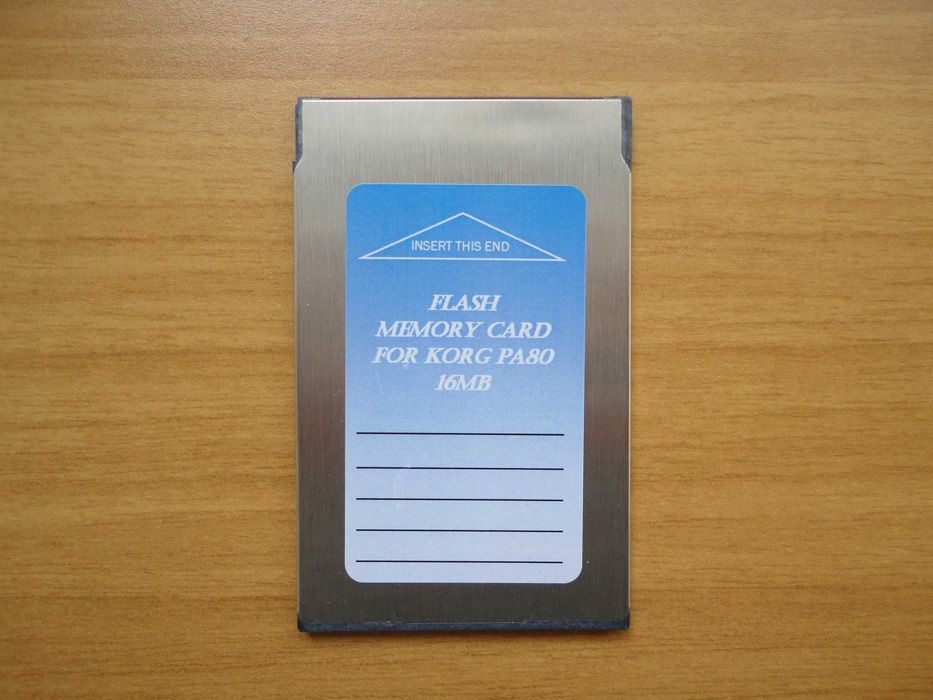 INSERT THIS END
FLASH
MEMORY CARD
FOR KORG PA80
16MB